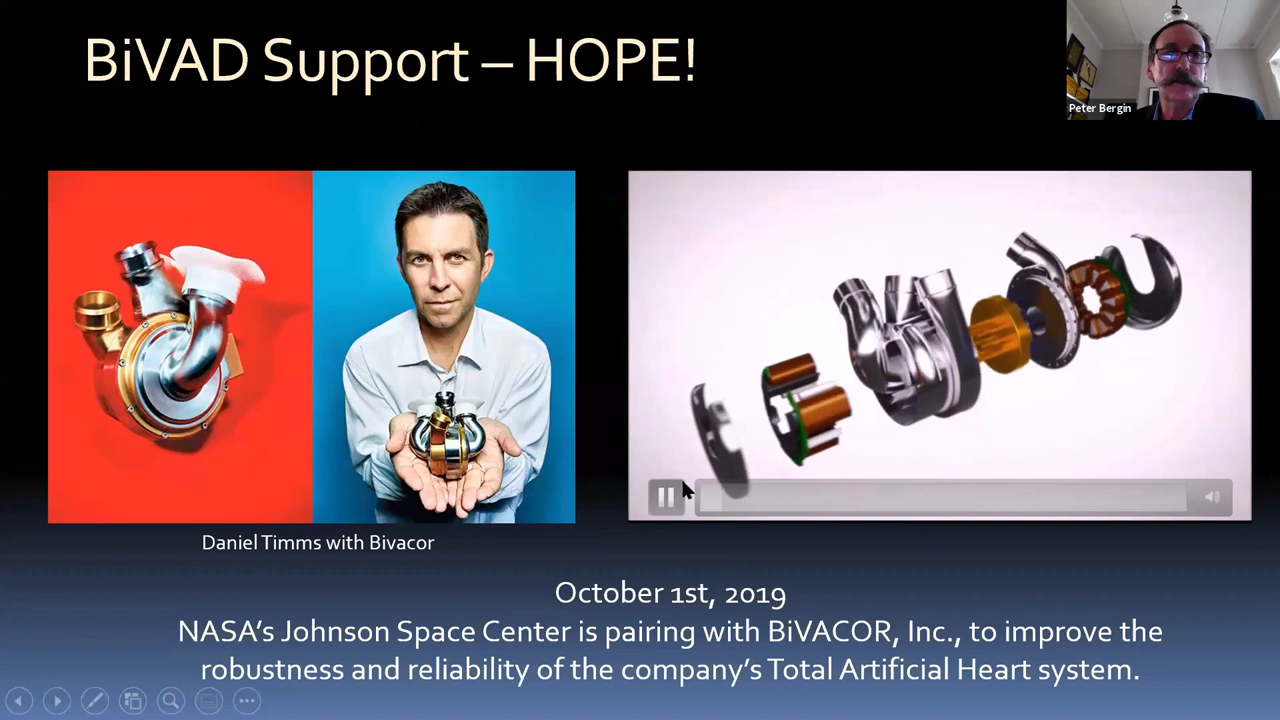 BiVAD Support – HOPE!
Peter Bergin
Daniel Timms with Bivacor
October 1st, 2019
NASA's Johnson Space Center is pairing with BiVACOR, Inc., to improve the
robustness and reliability of the company's Total Artificial Heart system.